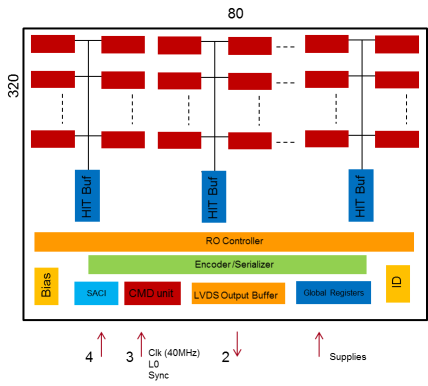 80
320
HIT Buf
HIT Buf
HIT Buf
RO Controller
Encoder/Serializer
Bias
SACI
CMD unit
LVDS Output Buffer
Global Registers
ID
4
3
Clk (40MHz)
L0
Sync
2
Supplies